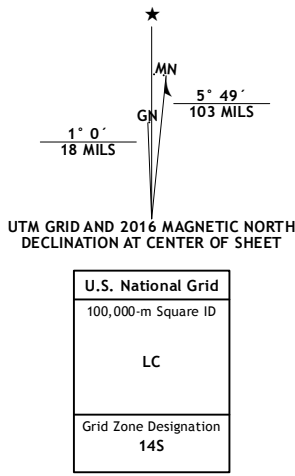 ★
MN
GN
5° 49´
103 MILS
1° 0´
18 MILS
UTM GRID AND 2016 MAGNETIC NORTH
DECLINATION AT CENTER OF SHEET
U.S. National Grid
100,000-m Square ID
LC
Grid Zone Designation
14S